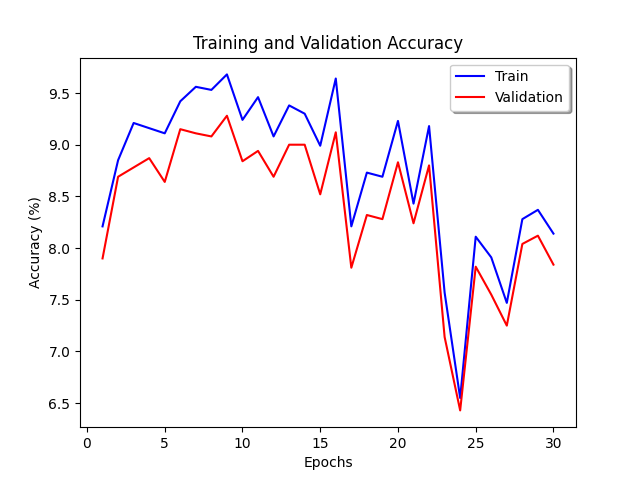 Training and Validation Accuracy
Train
Validation
Accuracy (%)
9.5
9.0
8.5
8.0
7.5
7.0
6.5
0 5 10 15 20 25 30
Epochs